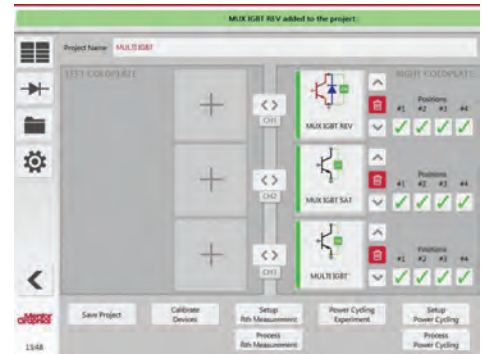 MUX IGBT REV added to the project.
Project Name MULTI IGBT
LEFT COLDPLATE
RIGHT COLDPLATE
CH1
MUX IGBT REV
Positions
#1 #2 #3 #4
CH2
MUX IGBT SAT
Positions
#1 #2 #3 #4
CH3
MULTI IGBT
Positions
#1 #2 #3 #4
Save Project
Calibrate
Devices
Setup
Rth Measurement
Power Cycling
Experiment
Setup
Power Cycling
Process
Rth Measurement
Process
Power Cycling
Mentor
Graphics
15:48